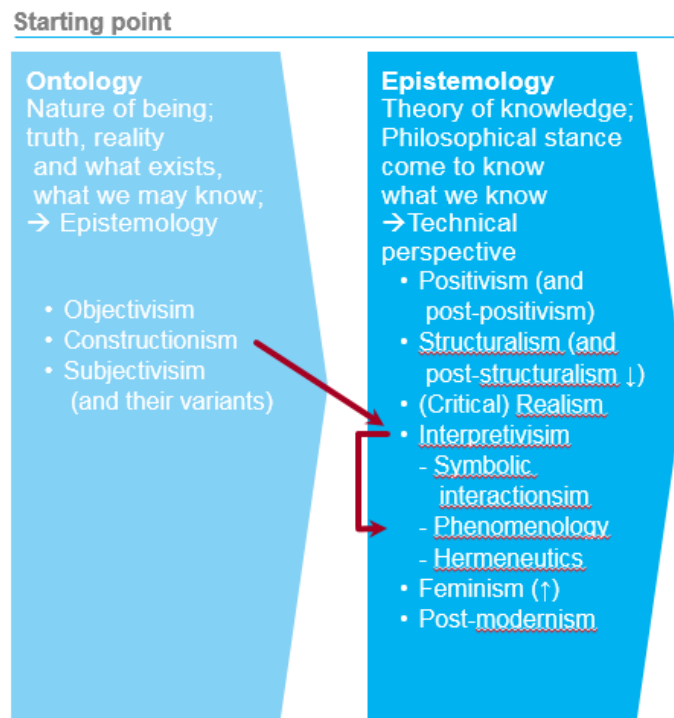 Starting point
Ontology
Nature of being;
truth, reality
and what exists,
what we may know;
→ Epistemology
• Objectivisim
• Constructionism
• Subjectivisim
(and their variants)
Epistemology
Theory of knowledge;
Philosophical stance
come to know
what we know
→Technical
perspective
• Positivism (and
post-positivism)
• Structuralism (and
post-structuralism ↓)
• (Critical) Realism
• Interpretivisim
- Symbolic
interactionsim
- Phenomenology
- Hermeneutics
• Feminism (↑)
• Post-modernism